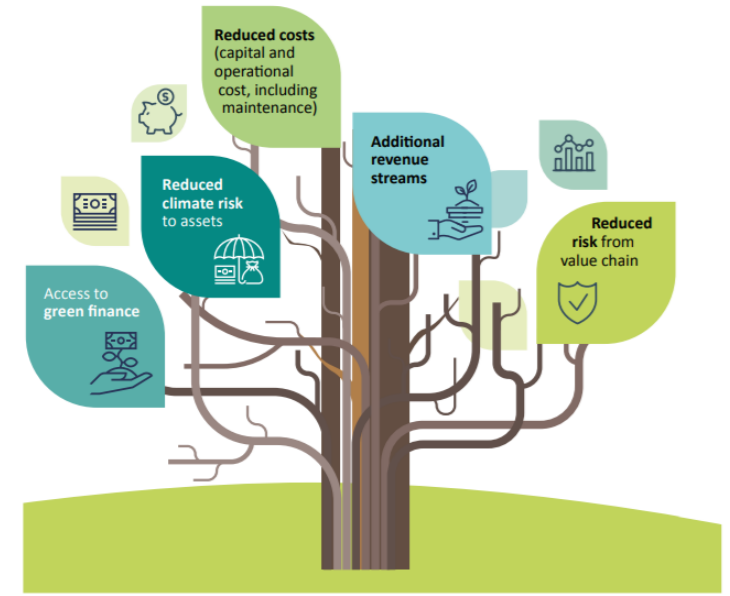 Reduced costs
(capital and
operational
cost, including
maintenance)
Additional
revenue
streams
Reduced
climate risk
to assets
Reduced
risk from
value chain
Access to
green finance
$